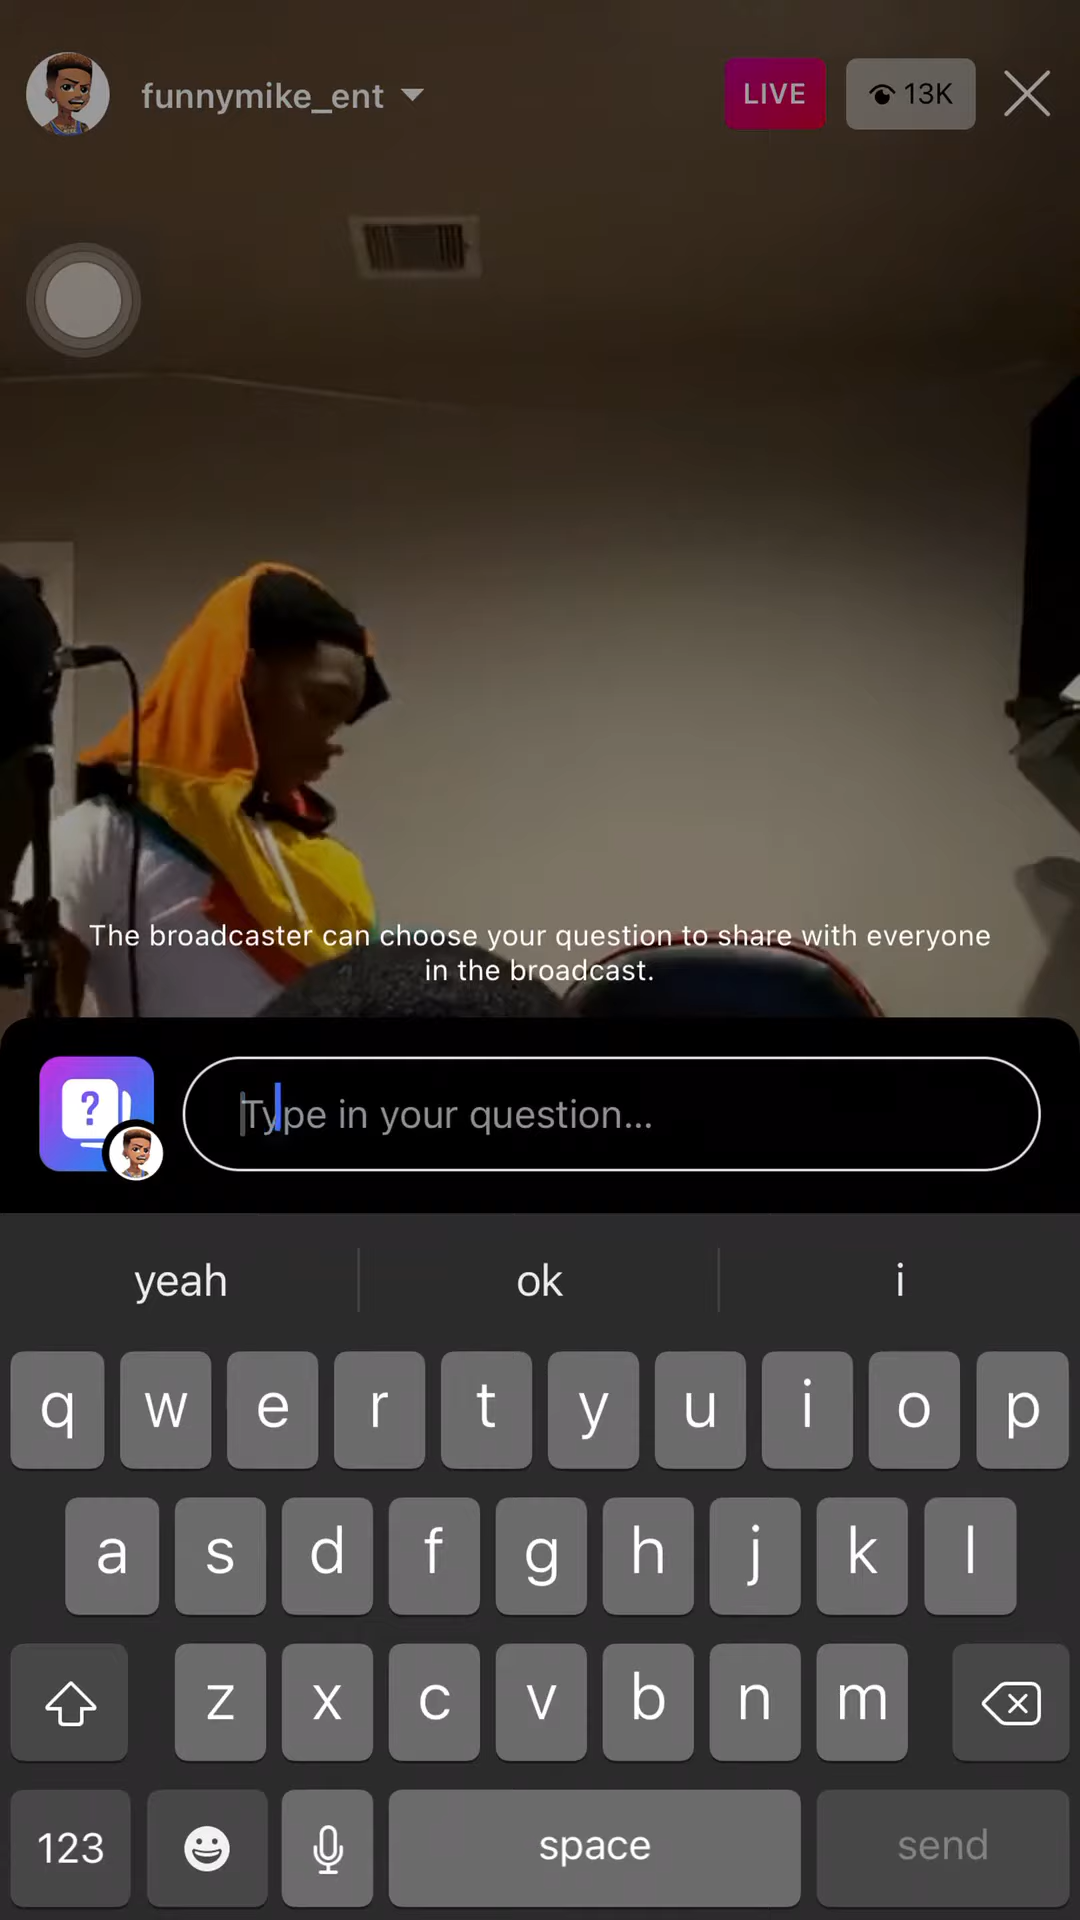 funnymike_ent
LIVE
13K
The broadcaster can choose your question to share with everyone
in the broadcast.
?
Type in your question...
yeah ok i
q w e r t y u i o p
a s d f g h j k l
z x c v b n m
123 space send